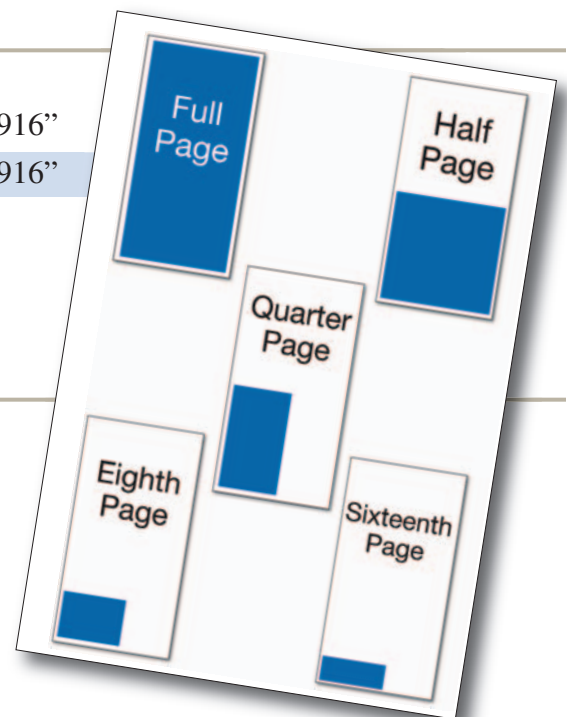 916”
916”
Full
Page
Half
Page
Quarter
Page
Eighth
Page
Sixteenth
Page